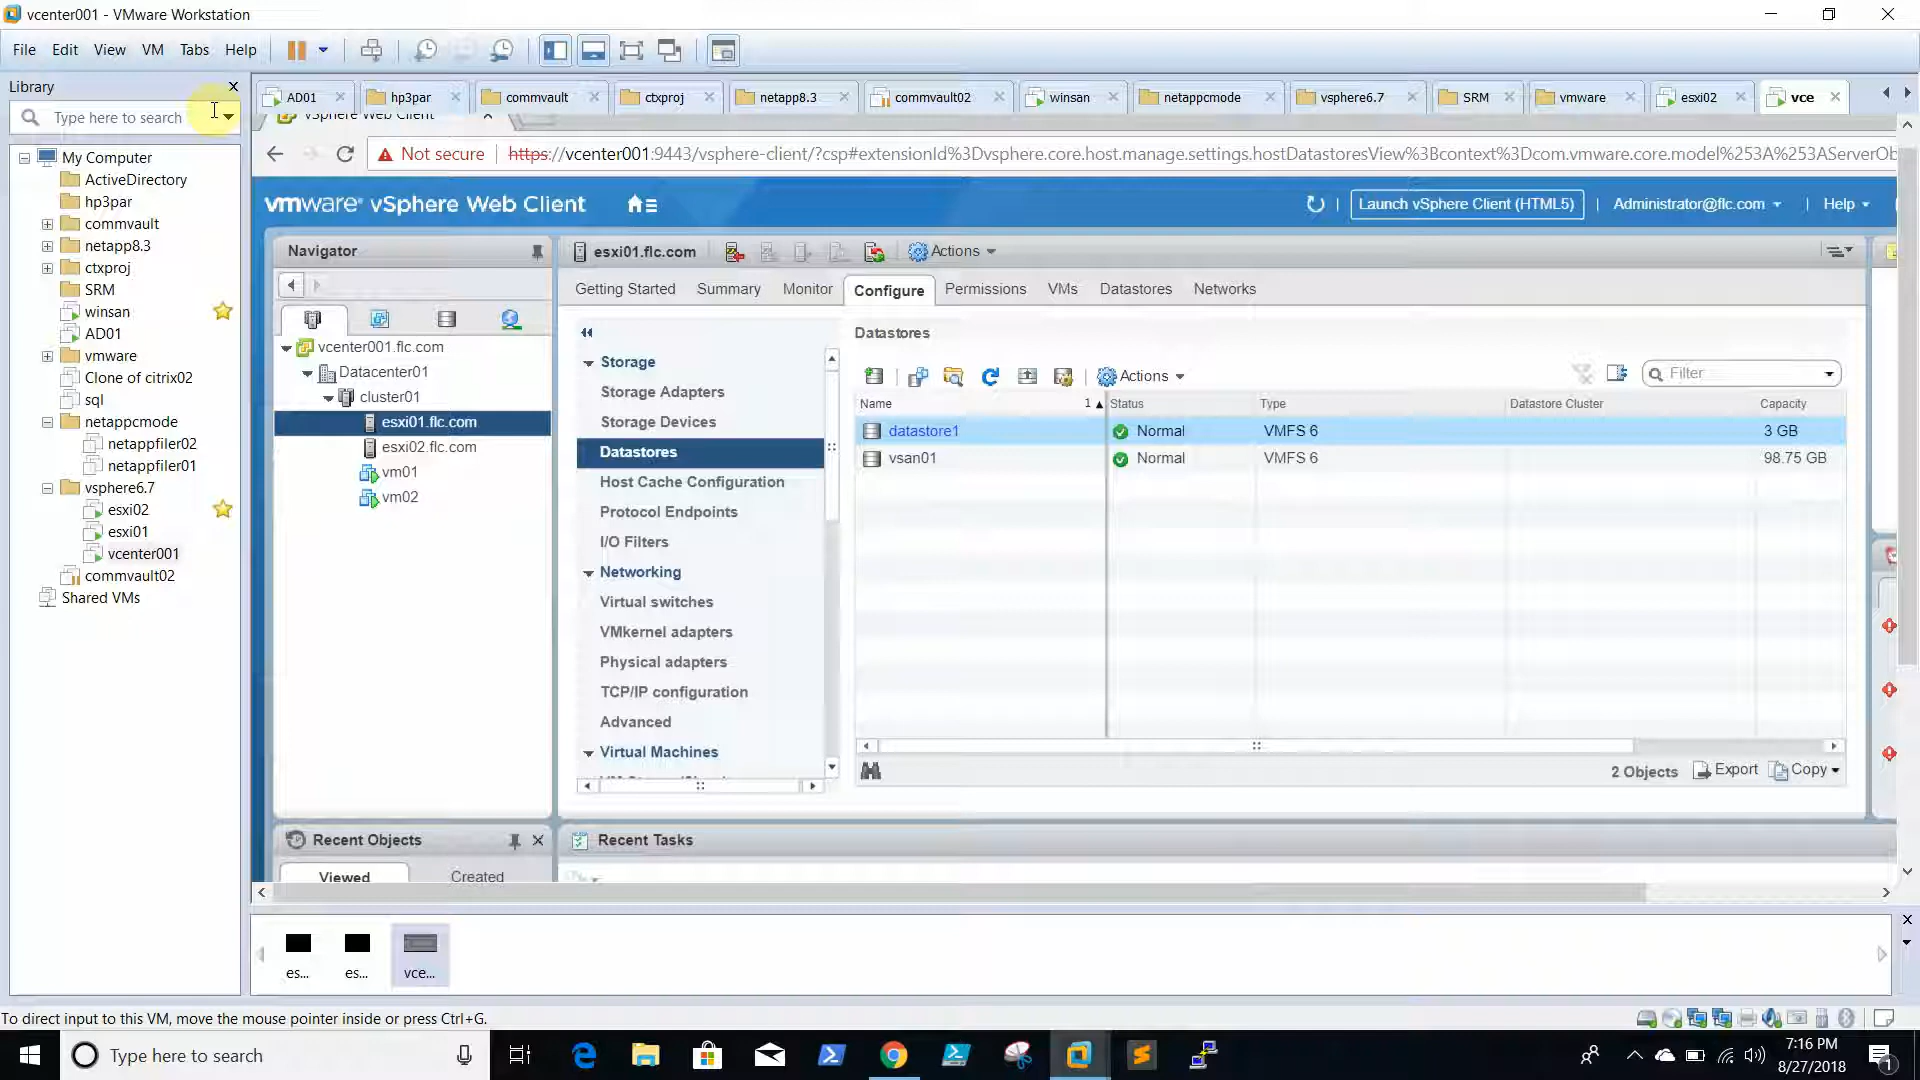 vcenter001 - VMware Workstation
File Edit View VM Tabs Help
Library
Type here to search
My Computer
ActiveDirectory
hp3par
commvault
netapp8.3
ctxproj
SRM
winsan
AD01
vmware
Clone of citrix02
sql
netappcmode
netappfiler02
netappfiler01
vsphere6.7
esxi02
esxi01
vcenter001
commvault02
Shared VMs
AD01 hp3par commvault ctxproj netapp8.3 commvault02 winsan netappcmode vsphere6.7 SRM vmware esxi02 vce
vSphere Web Client
Not secure https://vcenter001:9443/vsphere-client/?csp#extensionId%3Dvsphere.core.host.manage.settings.hostDatastoresView%3Bcontext%3Dcom.vmware.core.model%253A%253AServerOb
vmware vSphere Web Client
Launch vSphere Client (HTML5) Administrator@flc.com Help
Navigator
vcenter001.flc.com
Datacenter01
cluster01
esxi01.flc.com
esxi02.flc.com
vm01
vm02
esxi01.flc.com Actions
Getting Started Summary Monitor Configure Permissions VMs Datastores Networks
Storage
Storage Adapters
Storage Devices
Datastores
Host Cache Configuration
Protocol Endpoints
I/O Filters
Networking
Virtual switches
VMkernel adapters
Physical adapters
TCP/IP configuration
Advanced
Virtual Machines
Datastores
Actions Filter
Name 1 Status Type Datastore Cluster Capacity
datastore1 Normal VMFS 6 3 GB
vsan01 Normal VMFS 6 98.75 GB
2 Objects Export Copy
Recent Objects
Viewed Created
Recent Tasks
es... es... vce...
To direct input to this VM, move the mouse pointer inside or press Ctrl+G.
Type here to search
7:16 PM
8/27/2018
1